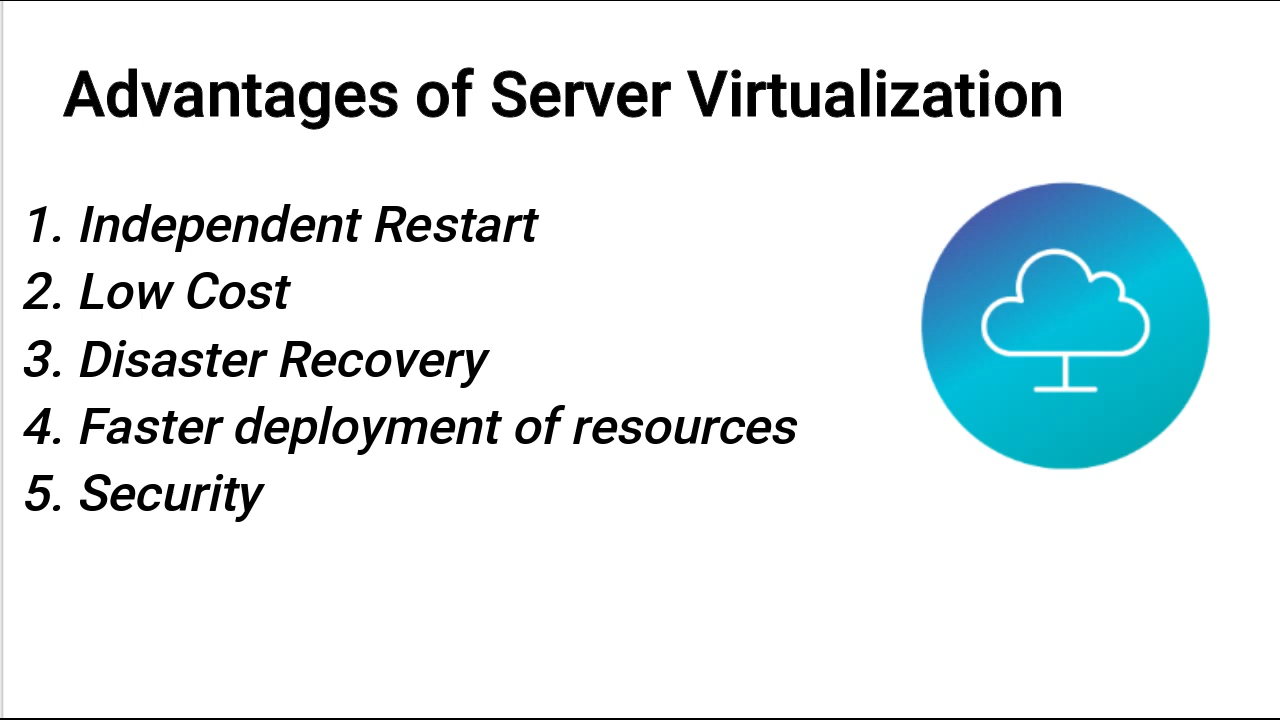 Advantages of Server Virtualization
1. Independent Restart
2. Low Cost
3. Disaster Recovery
4. Faster deployment of resources
5. Security